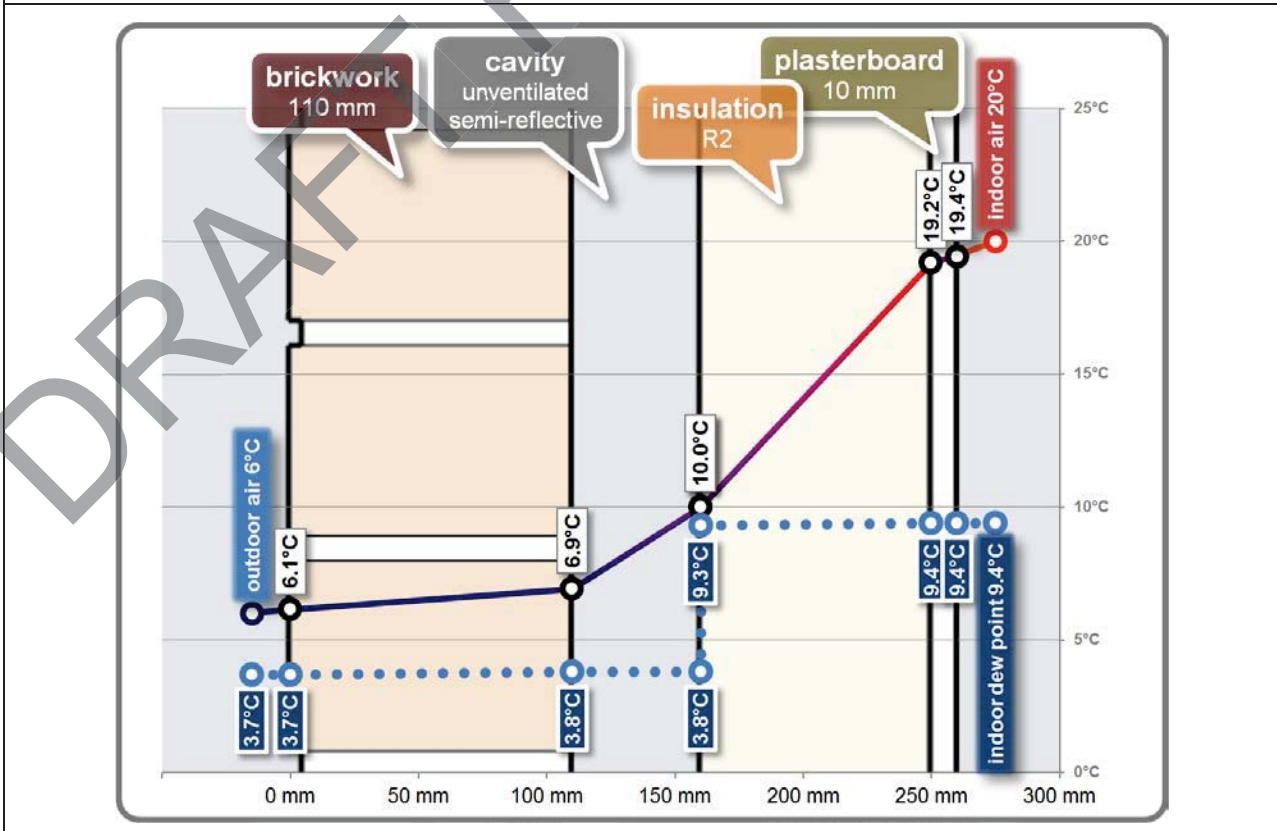 DRAFT
brickwork
110 mm
cavity
unventilated
semi-reflective
insulation
R2
plasterboard
10 mm
indoor air 20°C
25°C
20°C
15°C
10°C
5°C
0°C
outdoor air 6°C
6.1°C
6.9°C
10.0°C
19.2°C
19.4°C
3.7°C
3.7°C
3.8°C
3.8°C
9.3°C
9.4°C
9.4°C
indoor dew point 9.4°C
0 mm
50 mm
100 mm
150 mm
200 mm
250 mm
300 mm